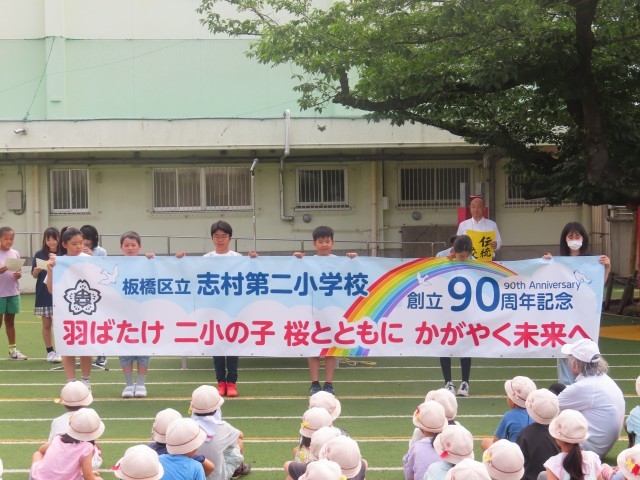 伝統
板橋区立 志村第二小学校 創立90周年記念
90th Anniversary
羽ばたけ 二小の子 桜とともに かがやく未来へ